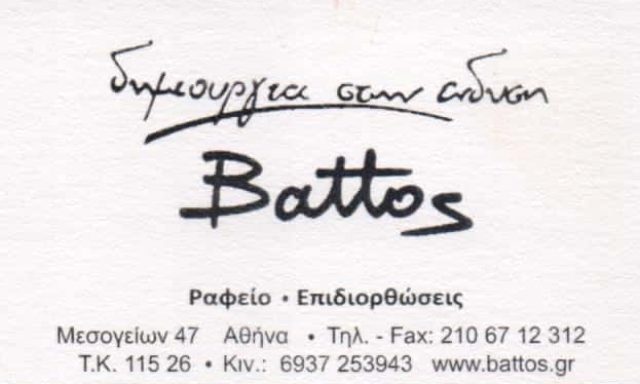 δημιουργία στην ένδυση
Battos
Ραφείο • Επιδιορθώσεις
Μεσογείων 47 Αθήνα • Τηλ. - Fax: 210 67 12 312
Τ.Κ. 115 26 • Κιν.: 6937 253943 www.battos.gr